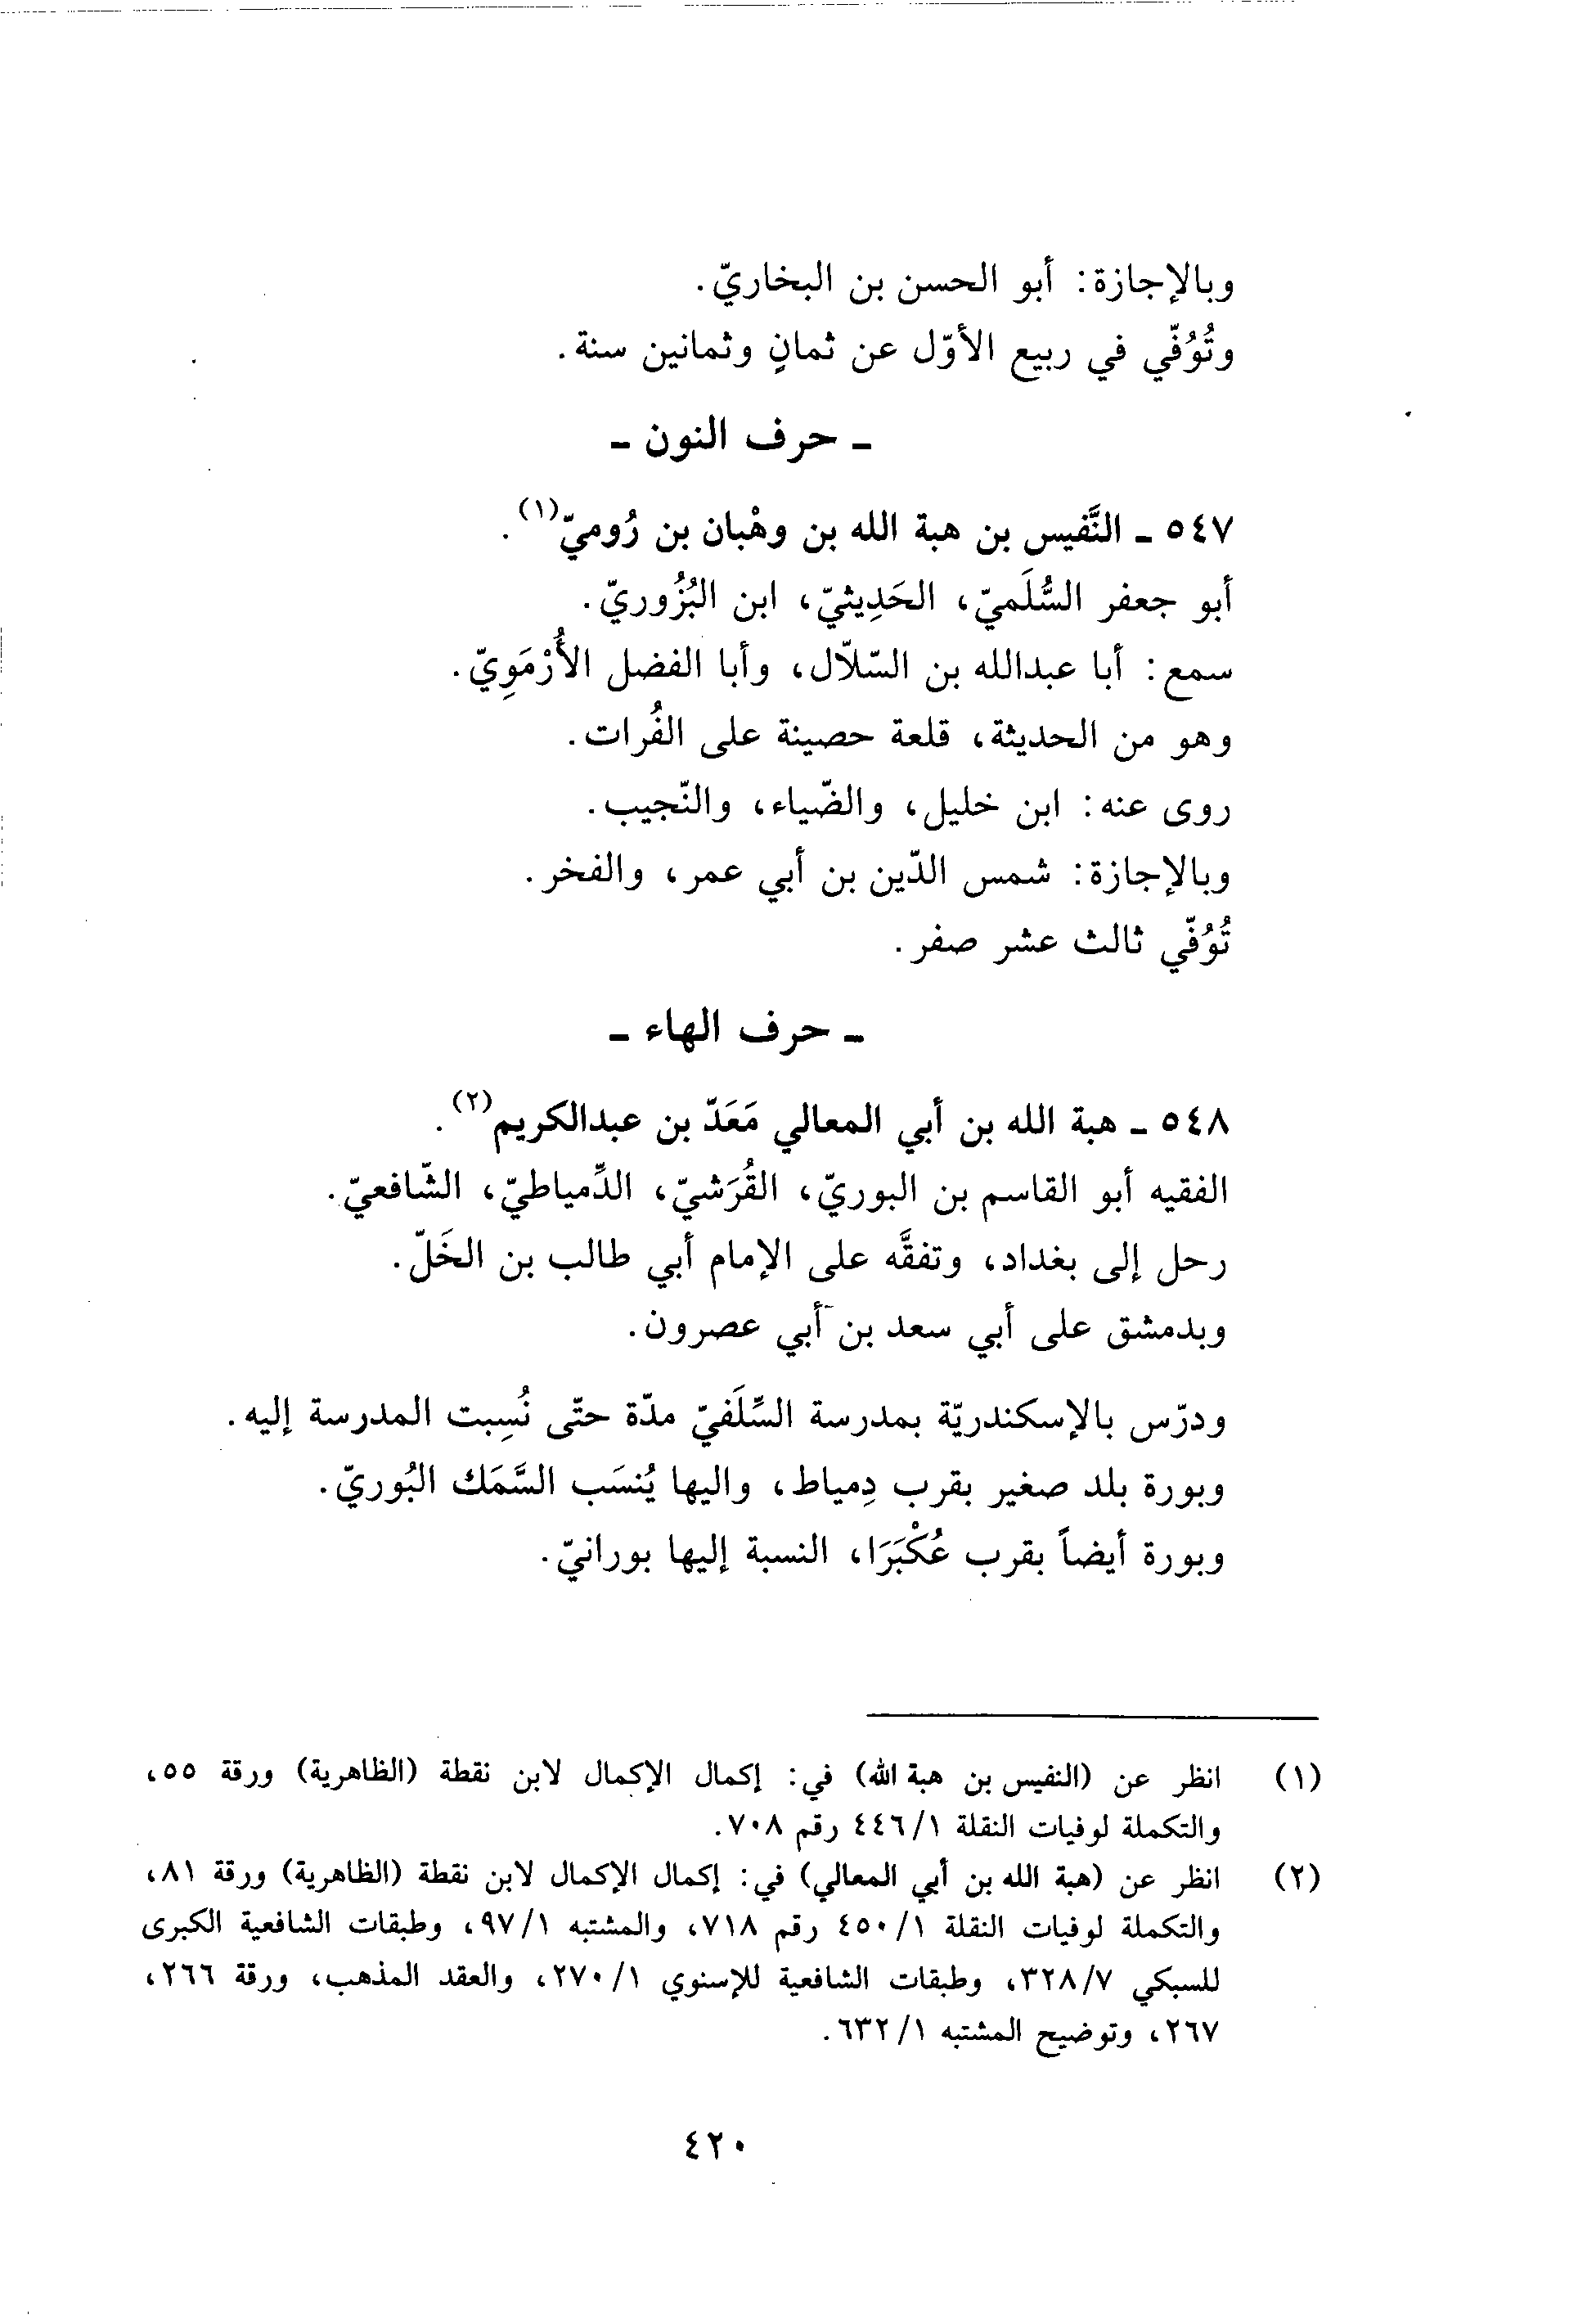 وبالإجازة: أبو الحسن بن البخاريّ.
وتُوُفّي في ربيع الأوّل عن ثمانٍ وثمانين سنة.
ـ حرف النون ـ
٥٤٧ ـ النَّفيس بن هبة الله بن وهْبان بن رُوميّ(١).
أبو جعفر السُّلَميّ، الحَدِيثيّ، ابن البُزُوريّ.
سمع: أبا عبدالله بن السّلاّل، وأبا الفضل الأُرْمَوِيّ.
وهو من الحديثة، قلعة حصينة على الفُرات.
روى عنه: ابن خليل، والضّياء، والنّجيب.
وبالإجازة: شمس الدّين بن أبي عمر، والفخر.
تُوُفّي ثالث عشر صفر.
ـ حرف الهاء ـ
٥٤٨ ـ هبة الله بن أبي المعالي مَعَدّ بن عبدالكريم(٢).
الفقيه أبو القاسم بن البوريّ، القُرَشيّ، الدِّمياطيّ، الشّافعيّ.
رحل إلى بغداد، وتفقَّه على الإمام أبي طالب بن الخَلّ.
وبدمشق على أبي سعد بن أبي عصرون.
ودرّس بالإسكندريّة بمدرسة السِّلَفيّ مدّة حتّى نُسِبت المدرسة إليه.
وبورة بلد صغير بقرب دِمياط، واليها يُنسَب السَّمَك البُوريّ.
وبورة أيضاً بقرب عُكْبَرَا، النسبة إليها بورانيّ.
(١) انظر عن (النفيس بن هبة الله) في: إكمال الإكمال لابن نقطة (الظاهرية) ورقة ٥٥،
والتكملة لوفيات النقلة ١/ ٤٤٦ رقم ٧٠٨.
(٢) انظر عن (هبة الله بن أبي المعالي) في: إكمال الإكمال لابن نقطة (الظاهرية) ورقة ٨١،
والتكملة لوفيات النقلة ١/ ٤٥٠ رقم ٧١٨، والمشتبه ١/ ٩٧، وطبقات الشافعية الكبرى
للسبكي ٧/ ٣٢٨، وطبقات الشافعية للإسنوي ١/ ٢٧٠، والعقد المذهب، ورقة ٢٦٦،
٢٦٧، وتوضيح المشتبه ١/ ٦٣٢.
٤٢٠